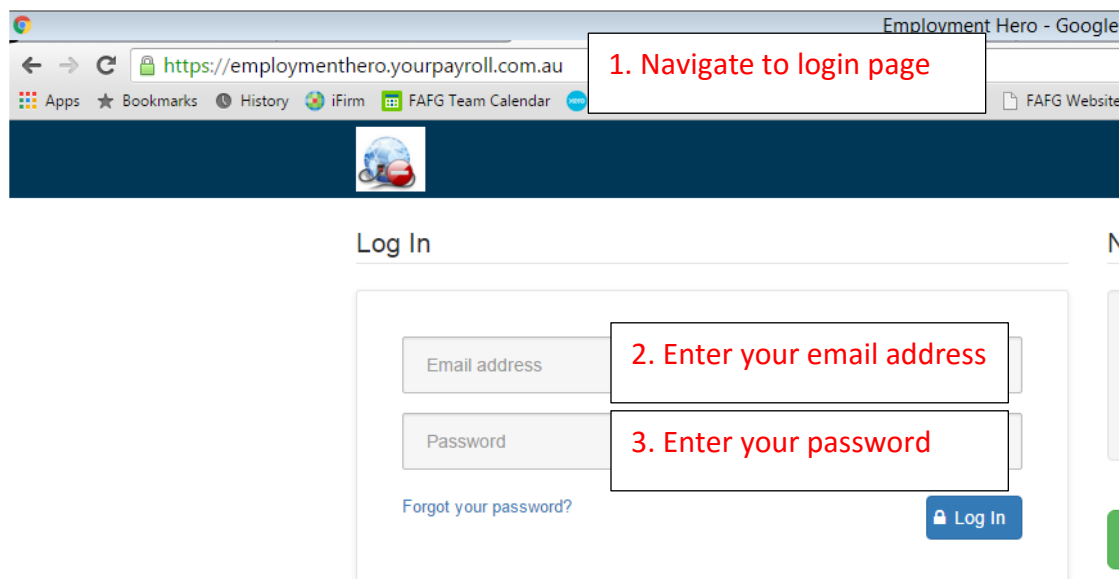 Employment Hero - Google
https://employmenthero.yourpayroll.com.au
1. Navigate to login page
Apps Bookmarks History iFirm FAFG Team Calendar xero FAFG Website
Log In
N
Email address
2. Enter your email address
Password
3. Enter your password
Forgot your password?
Log In